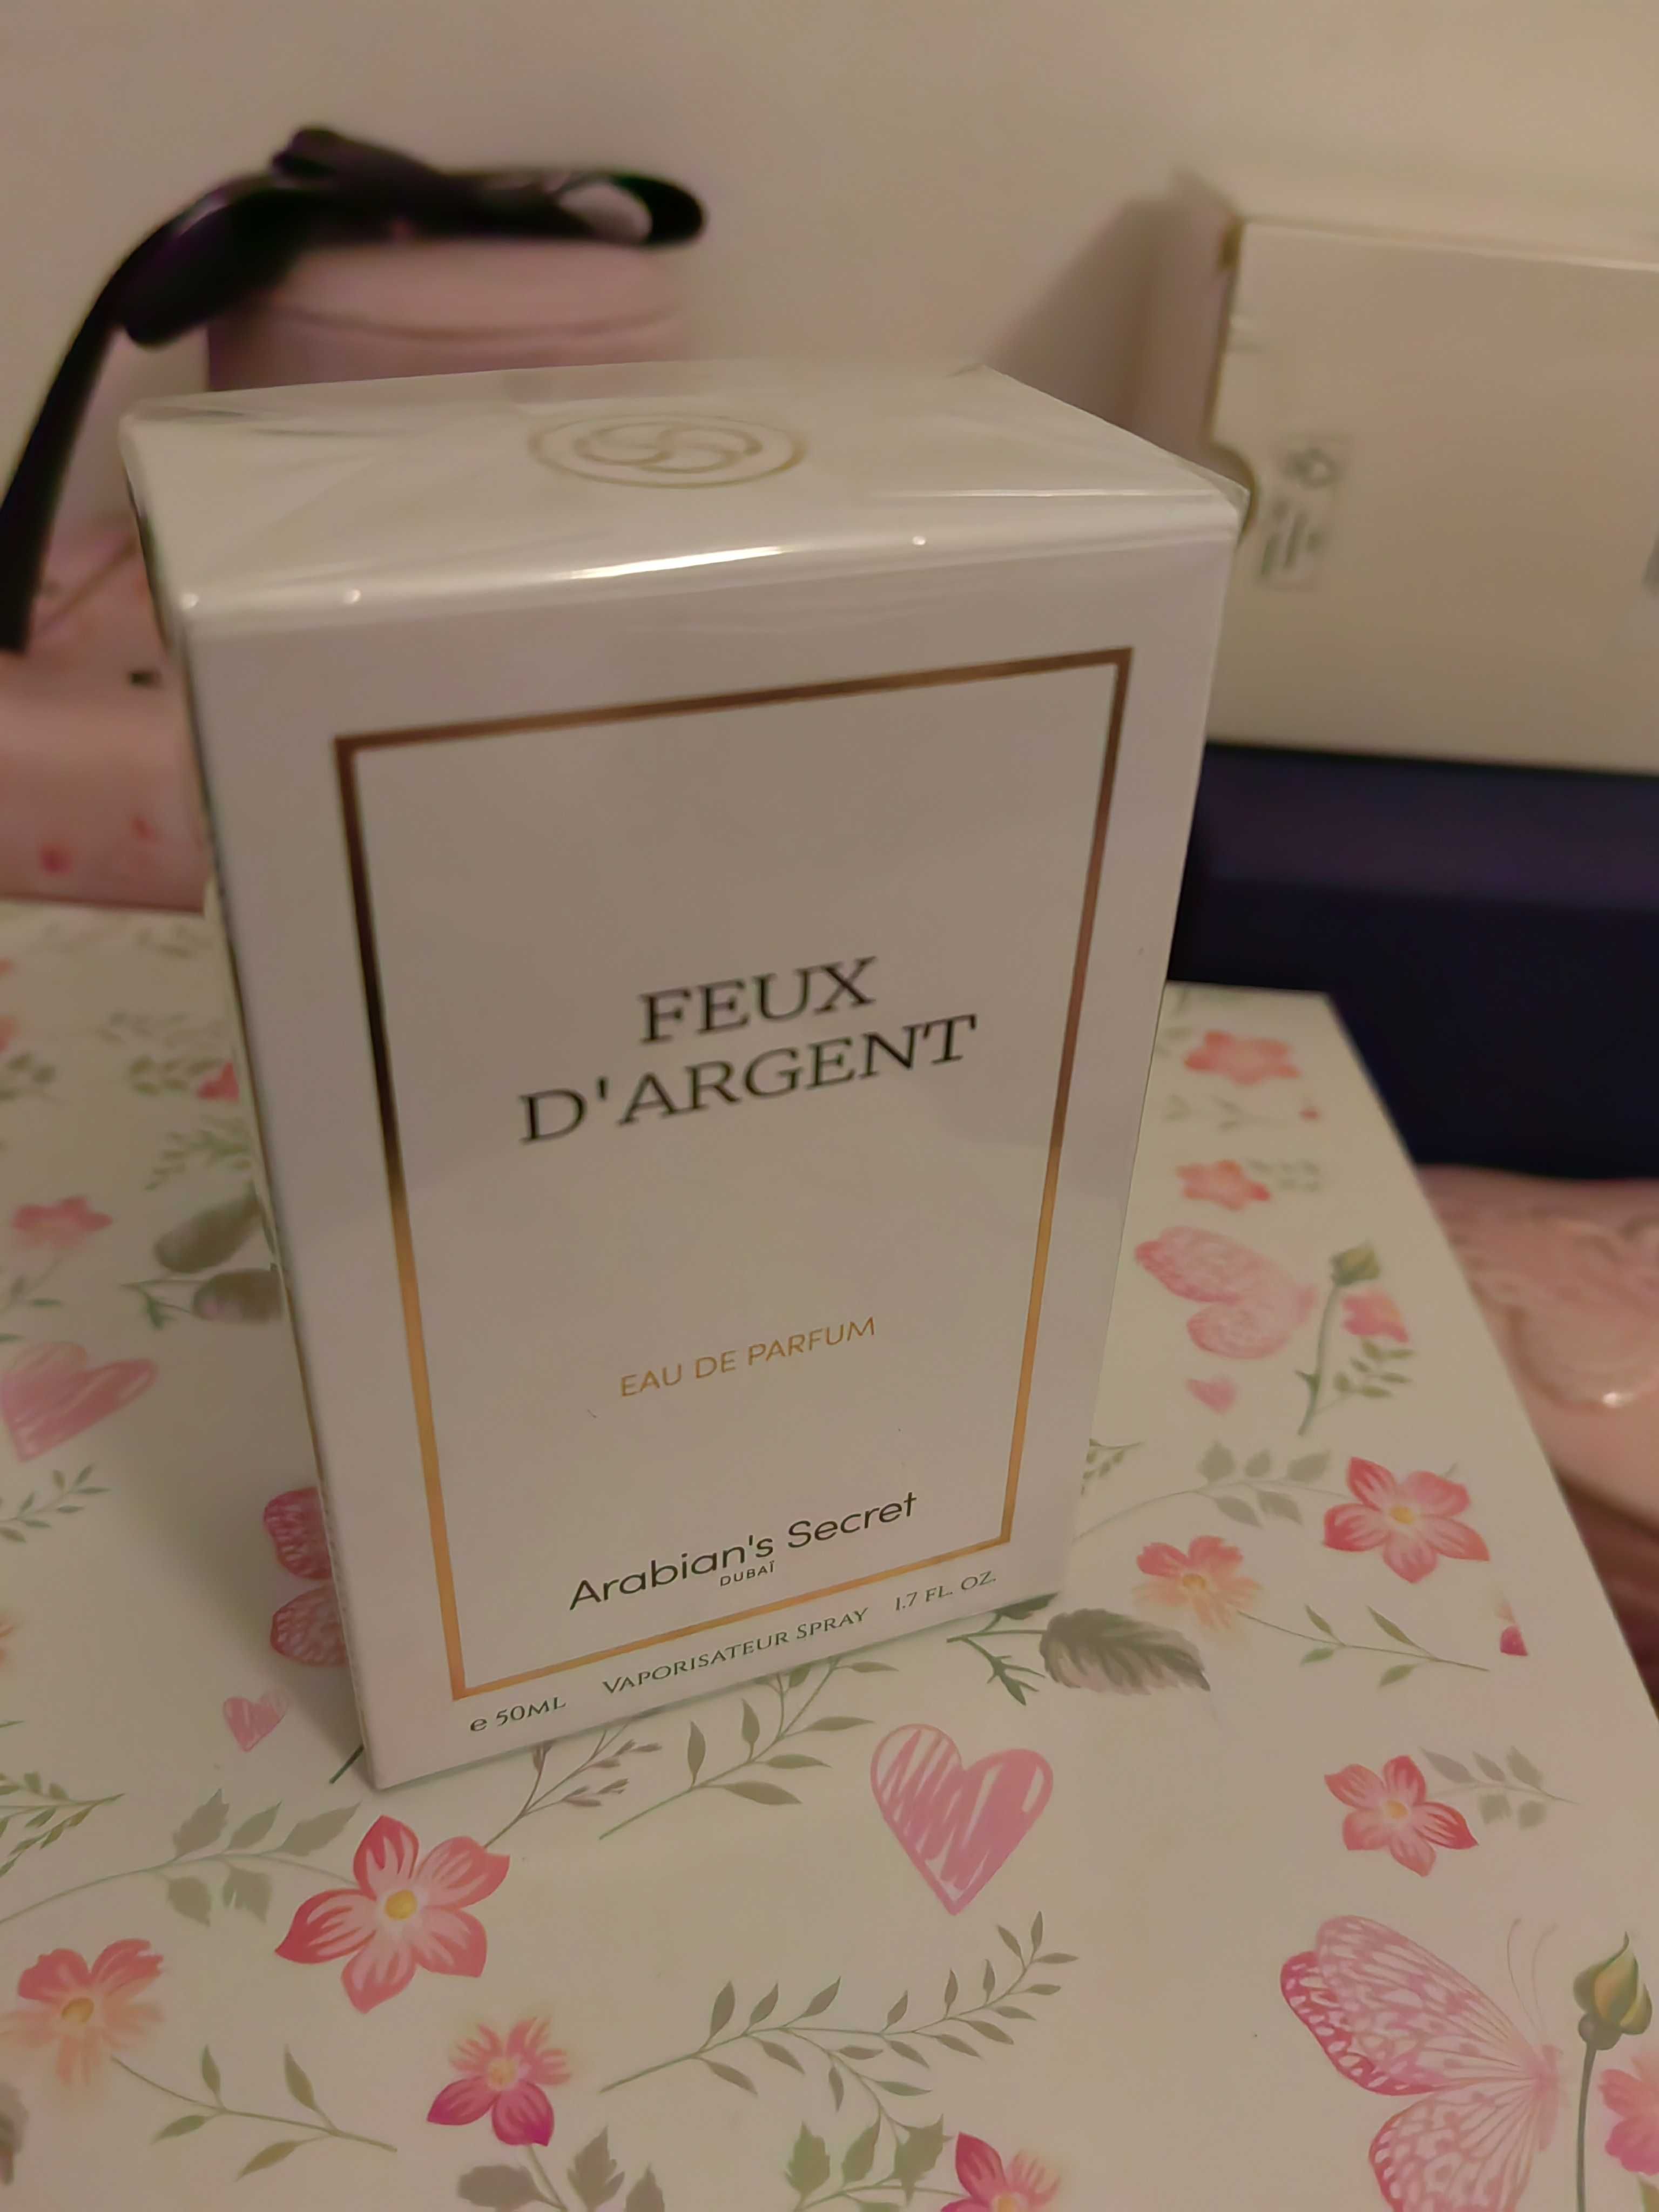 FEUX
D'ARGENT
EAU DE PARFUM
Arabian's Secret
DUBAÏ
e 50ML VAPORISATEUR SPRAY 1.7 FL. OZ.